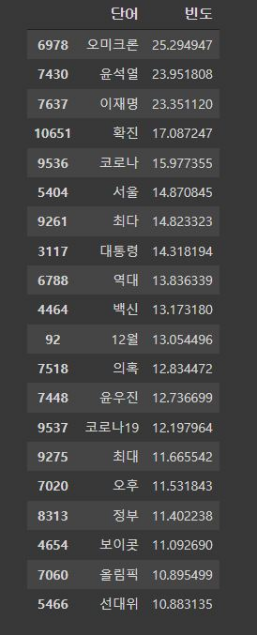 단어 빈도
6978 오미크론 25.294947
7430 윤석열 23.951808
7637 이재명 23.351120
10651 확진 17.087247
9536 코로나 15.977355
5404 서울 14.870845
9261 최다 14.823323
3117 대통령 14.318194
6788 역대 13.836339
4464 백신 13.173180
92 12월 13.054496
7518 의혹 12.834472
7448 윤우진 12.736699
9537 코로나19 12.197964
9275 최대 11.665542
7020 오후 11.531843
8313 정부 11.402238
4654 보이콧 11.092690
7060 올림픽 10.895499
5466 선대위 10.883135